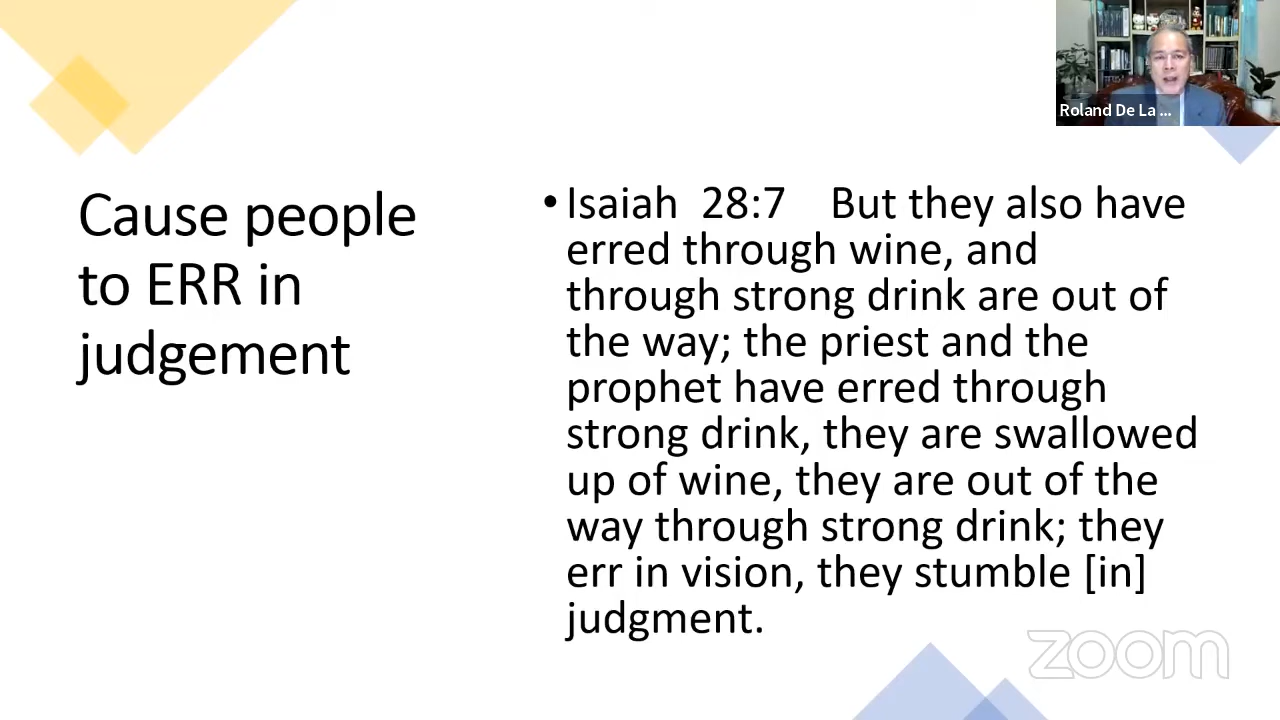 Roland De La ...
Cause people
to ERR in
judgement
• Isaiah  28:7    But they also have
erred through wine, and
through strong drink are out of
the way; the priest and the
prophet have erred through
strong drink, they are swallowed
up of wine, they are out of the
way through strong drink; they
err in vision, they stumble [in]
judgment.
zoom